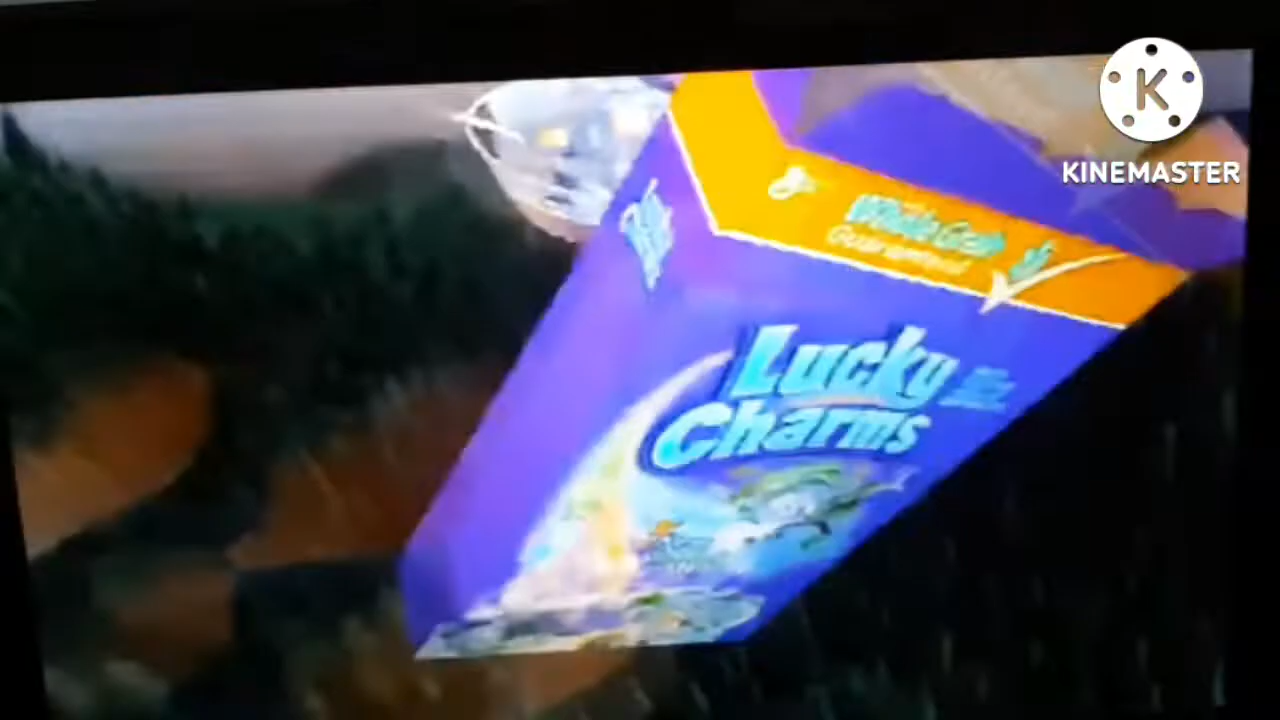 K
KINEMASTER
Whole Grain
Guaranteed
Lucky
Charms